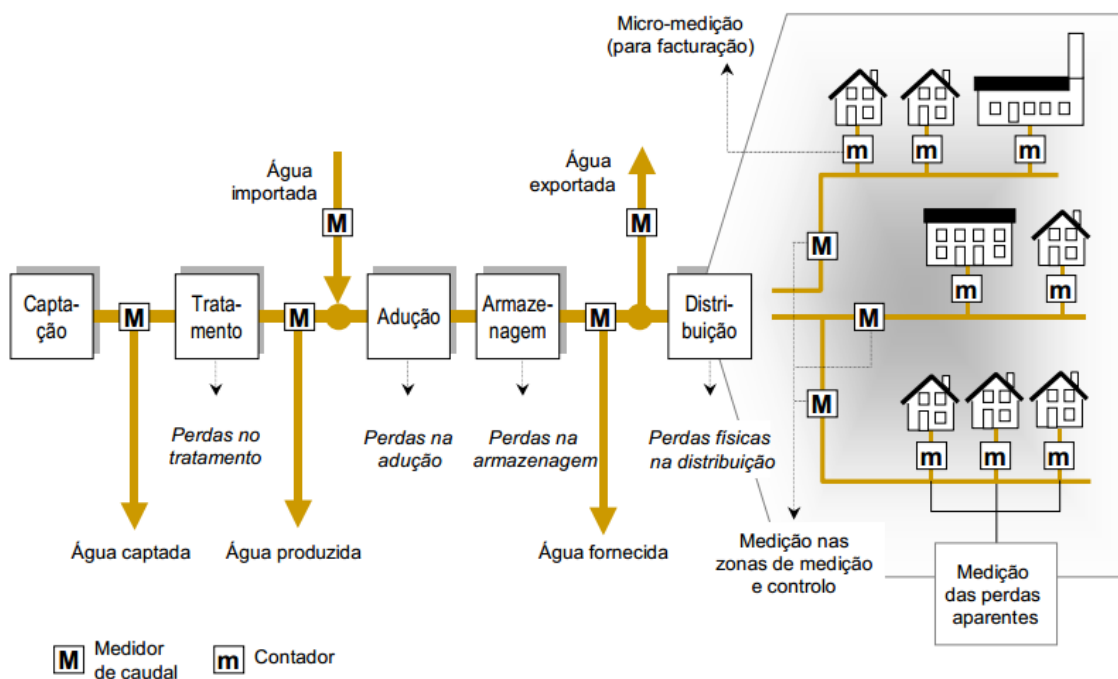 Micro-medição
(para facturação)
m
m
m
Água
importada
Água
exportada
M
M
M
m
m
Capta-
ção
M
Trata-
mento
M
Adução
Armaze-
nagem
M
Distri-
buição
M
M
Perdas no
tratamento
Perdas na
adução
Perdas na
armazenagem
Perdas físicas
na distribuição
m
m
m
Água captada
Água produzida
Água fornecida
Medição nas
zonas de medição
e controlo
Medição
das perdas
aparentes
M
Medidor
de caudal
m
Contador